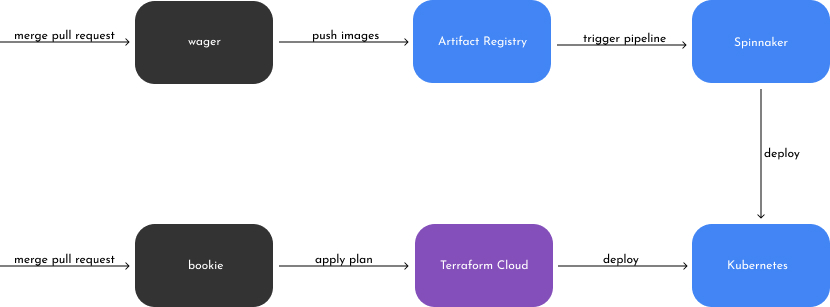 merge pull request
wager
push images
Artifact Registry
trigger pipeline
Spinnaker
deploy
merge pull request
bookie
apply plan
Terraform Cloud
deploy
Kubernetes